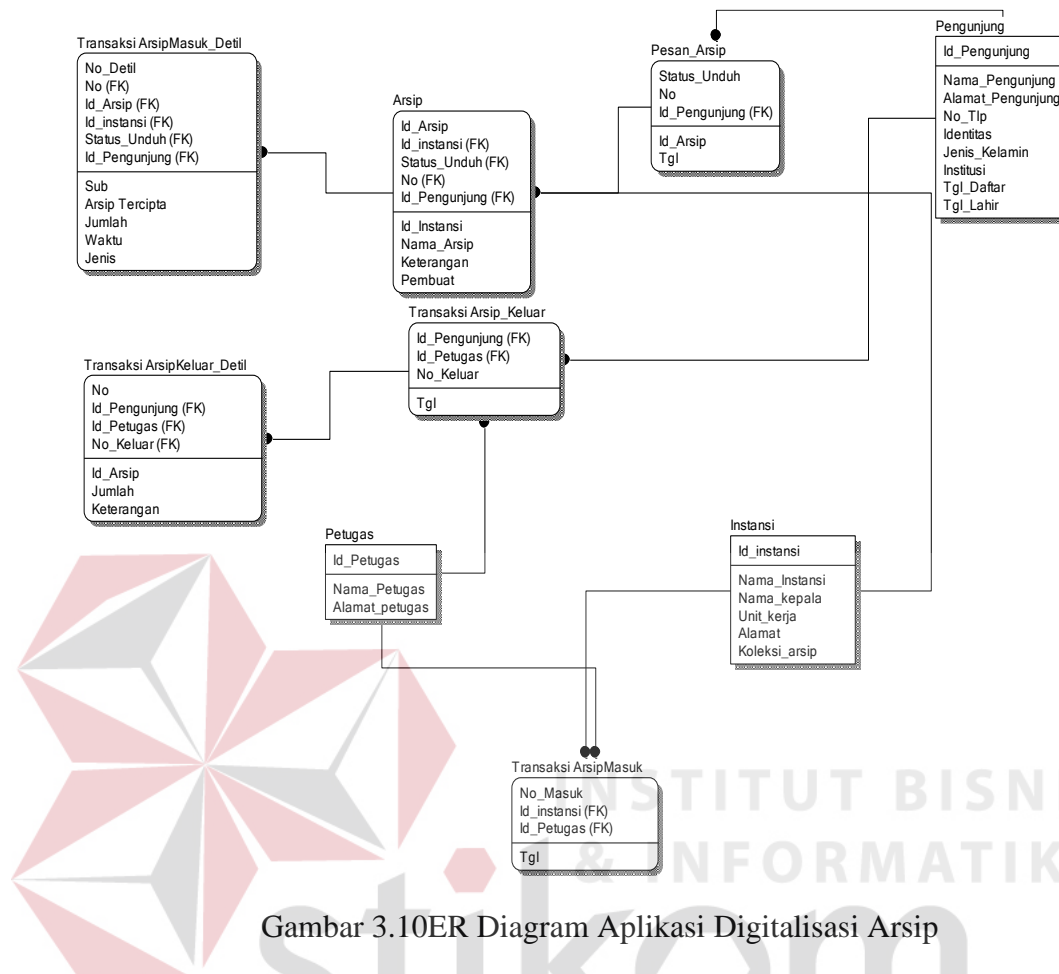 Transaksi ArsipMasuk_Detil
No_Detil
No (FK)
Id_Arsip (FK)
Id_instansi (FK)
Status_Unduh (FK)
Id_Pengunjung (FK)
Sub
Arsip Tercipta
Jumlah
Waktu
Jenis
Arsip
Id_Arsip
Id_instansi (FK)
Status_Unduh (FK)
No (FK)
Id_Pengunjung (FK)
Id_Instansi
Nama_Arsip
Keterangan
Pembuat
Pesan_Arsip
Status_Unduh
No
Id_Pengunjung (FK)
Id_Arsip
Tgl
Pengunjung
Id_Pengunjung
Nama_Pengunjung
Alamat_Pengunjung
No_Tlp
Identitas
Jenis_Kelamin
Institusi
Tgl_Daftar
Tgl_Lahir
Transaksi Arsip_Keluar
Id_Pengunjung (FK)
Id_Petugas (FK)
No_Keluar
Tgl
Transaksi ArsipKeluar_Detil
No
Id_Pengunjung (FK)
Id_Petugas (FK)
No_Keluar (FK)
Id_Arsip
Jumlah
Keterangan
Petugas
Id_Petugas
Nama_Petugas
Alamat_petugas
Instansi
Id_instansi
Nama_Instansi
Nama_kepala
Unit_kerja
Alamat
Koleksi_arsip
Transaksi ArsipMasuk
No_Masuk
Id_instansi (FK)
Id_Petugas (FK)
Tgl
INSTITUT BISNI
& INFORMATIK
stikom
Gambar 3.10ER Diagram Aplikasi Digitalisasi Arsip